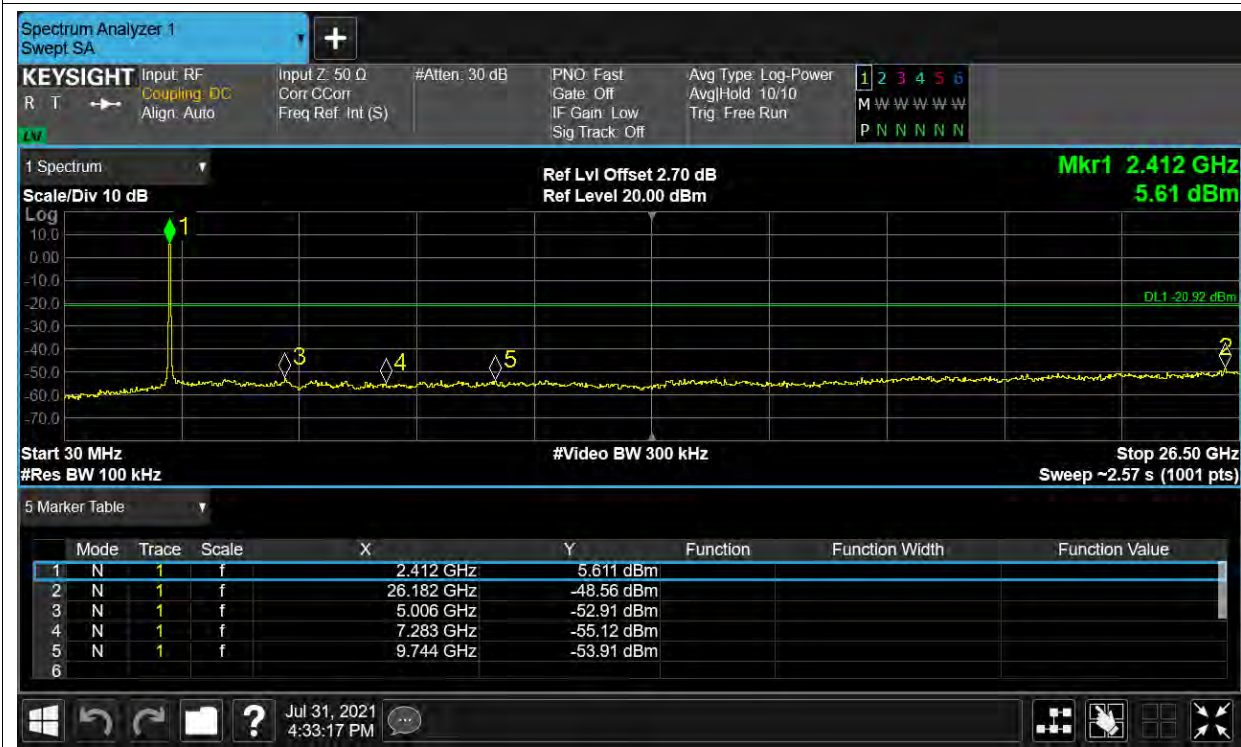 Spectrum Analyzer 1
Swept SA
KEYSIGHT
R T
LV
Input: RF
Coupling: DC
Align: Auto
Input Z: 50 Ω
Corr CCorr
Freq Ref: Int (S)
#Atten: 30 dB
PNO: Fast
Gate: Off
IF Gain: Low
Sig Track: Off
Avg Type: Log-Power
Avg|Hold: 10/10
Trig: Free Run
1 2 3 4 5 6
M W W W W W W
P N N N N N
1 Spectrum
Scale/Div 10 dB
Log
Ref Lvl Offset 2.70 dB
Ref Level 20.00 dBm
Mkr1 2.412 GHz
5.61 dBm
10.0
0.00
-10.0
-20.0
-30.0
-40.0
-50.0
-60.0
-70.0
1
3
4
5
2
DL1 -20.92 dBm
Start 30 MHz
#Res BW 100 kHz
#Video BW 300 kHz
Stop 26.50 GHz
Sweep ~2.57 s (1001 pts)
5 Marker Table
Mode Trace Scale X Y Function Function Width Function Value
1 N 1 f 2.412 GHz 5.611 dBm
2 N 1 f 26.182 GHz -48.56 dBm
3 N 1 f 5.006 GHz -52.91 dBm
4 N 1 f 7.283 GHz -55.12 dBm
5 N 1 f 9.744 GHz -53.91 dBm
6
?
Jul 31, 2021
4:33:17 PM